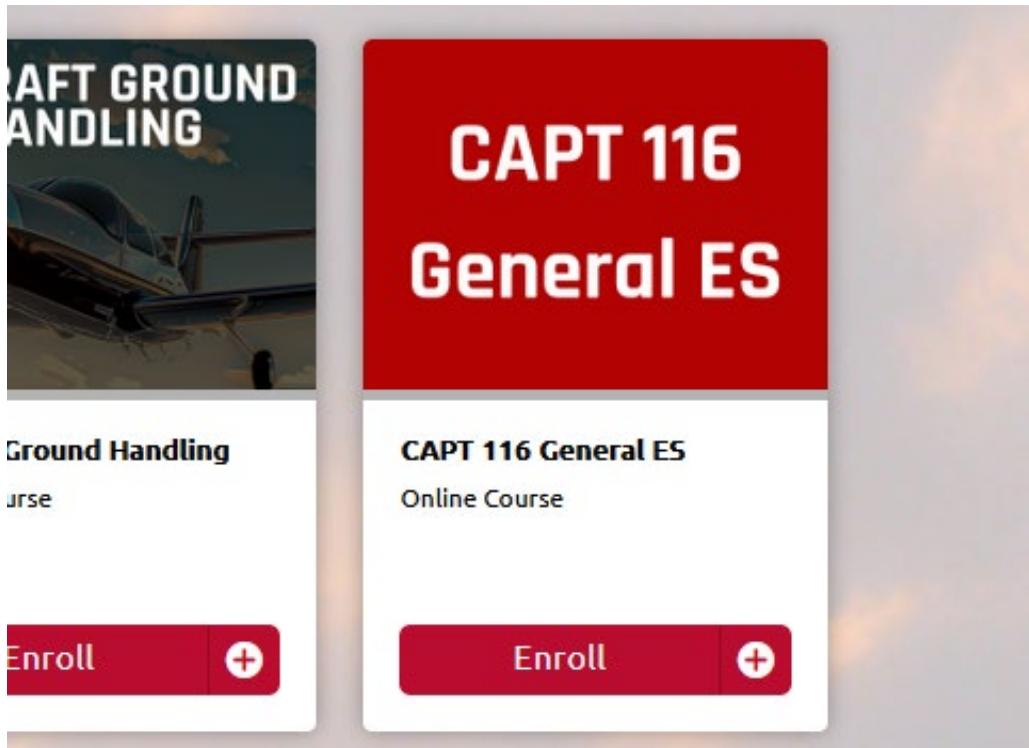 RAFT GROUND
ANDLING
Ground Handling
urse
Enroll
CAPT 116
General ES
CAPT 116 General ES
Online Course
Enroll